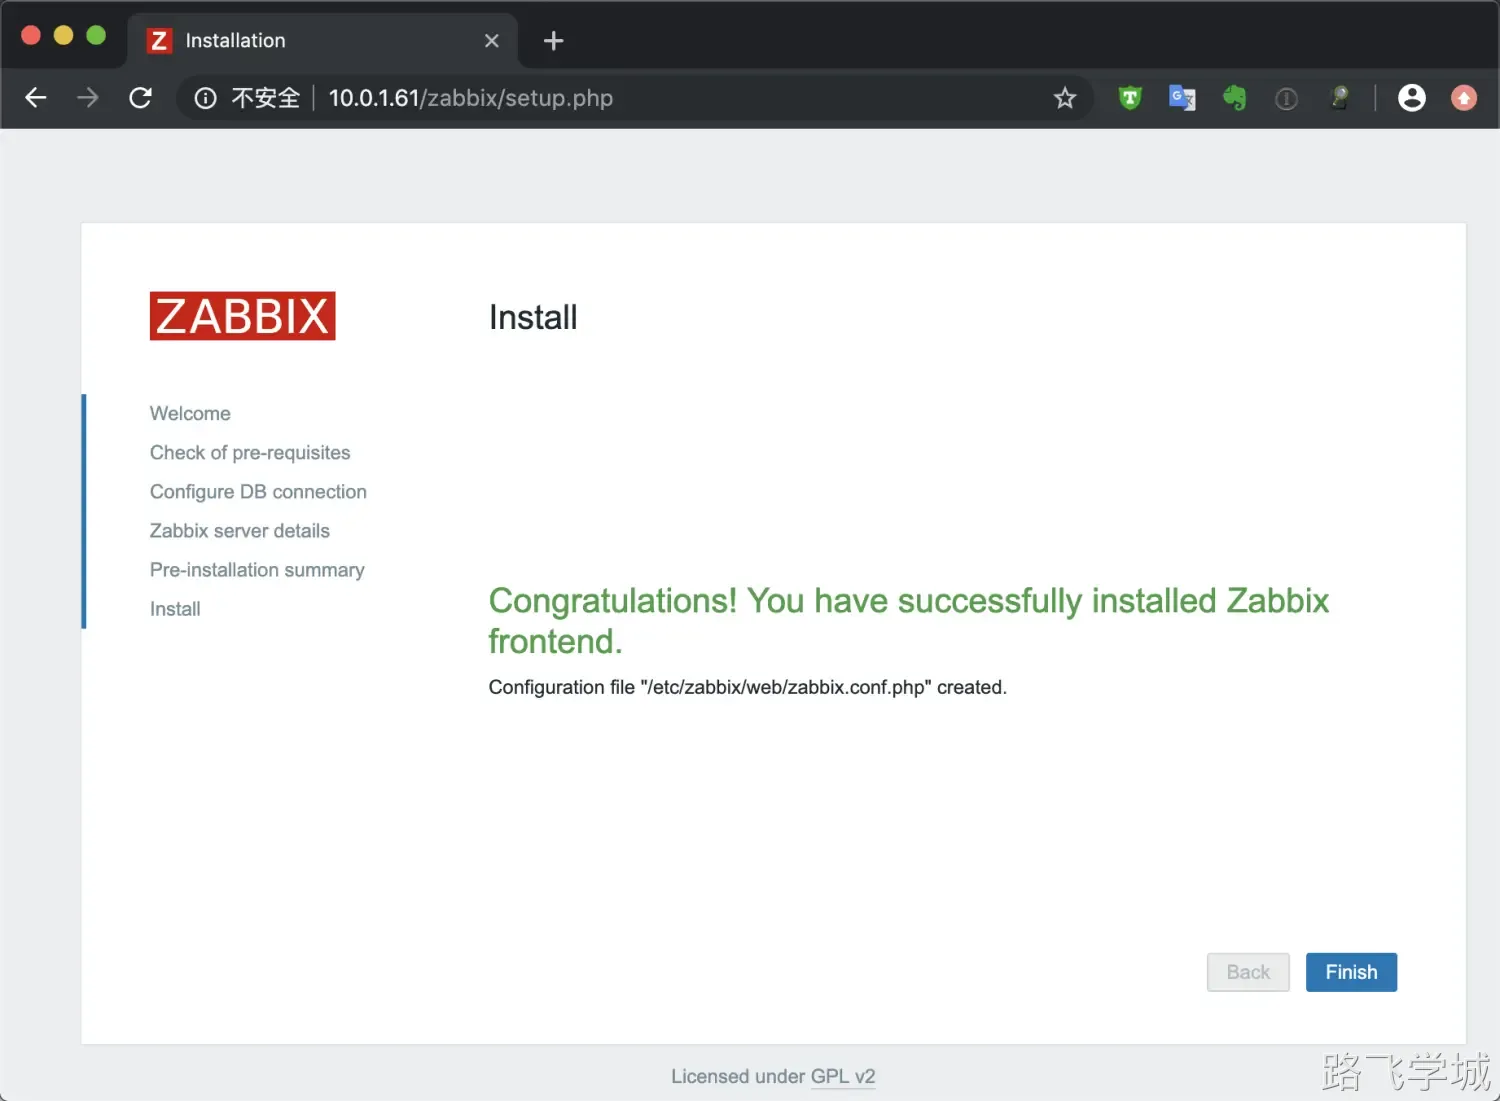 Installation
不安全 10.0.1.61/zabbix/setup.php
ZABBIX
Install
Welcome
Check of pre-requisites
Configure DB connection
Zabbix server details
Pre-installation summary
Install
Congratulations! You have successfully installed Zabbix
frontend.
Configuration file "/etc/zabbix/web/zabbix.conf.php" created.
Back
Finish
Licensed under GPL v2
路飞学城